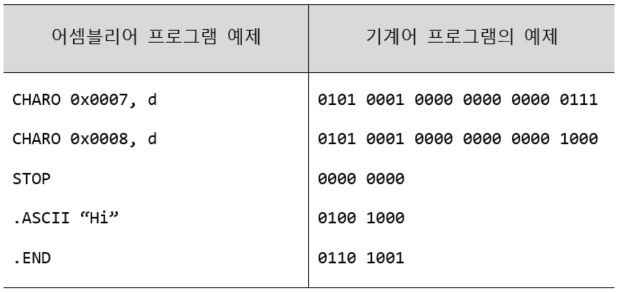 어셈블리어 프로그램 예제 기계어 프로그램의 예제
CHARO 0x0007, d 0101 0001 0000 0000 0000 0111
CHARO 0x0008, d 0101 0001 0000 0000 0000 1000
STOP 0000 0000
.ASCII “Hi” 0100 1000
.END 0110 1001